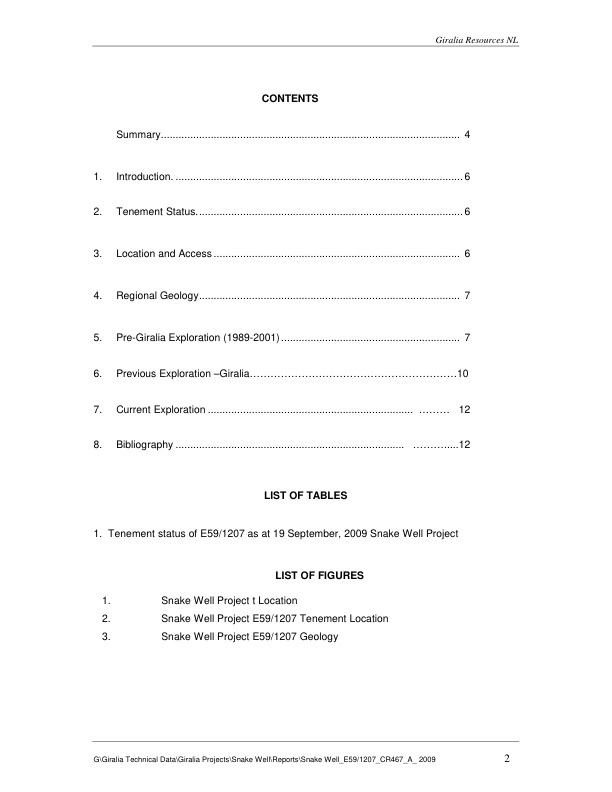 Giralia Resources NL
CONTENTS
Summary....................................................................................................... 4
1. Introduction. .................................................................................................. 6
2. Tenement Status........................................................................................... 6
3. Location and Access .................................................................................... 6
4. Regional Geology......................................................................................... 7
5. Pre-Giralia Exploration (1989-2001) ............................................................. 7
6. Previous Exploration –Giralia………………………………………………………10
7. Current Exploration ...................................................................... ……… 12
8. Bibliography ............................................................................... ………....12
LIST OF TABLES
1. Tenement status of E59/1207 as at 19 September, 2009 Snake Well Project
LIST OF FIGURES
1. Snake Well Project t Location
2. Snake Well Project E59/1207 Tenement Location
3. Snake Well Project E59/1207 Geology
G\Giralia Technical Data\Giralia Projects\Snake Well\Reports\Snake Well_E59/1207_CR467_A_ 2009 2